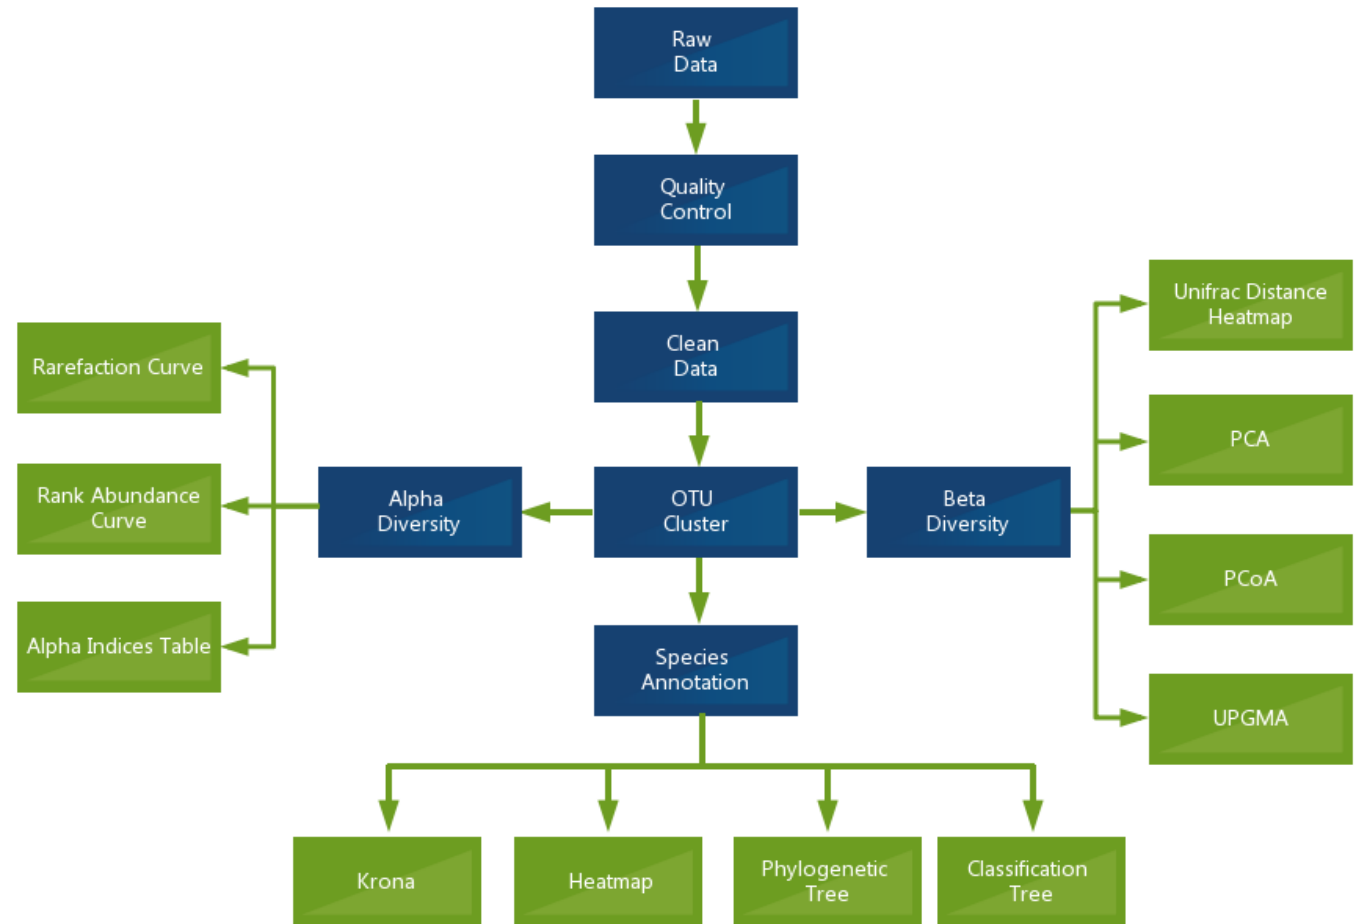 Raw
Data
Quality
Control
Clean
Data
OTU
Cluster
Alpha
Diversity
Rarefaction Curve
Rank Abundance
Curve
Alpha Indices Table
Beta
Diversity
Unifrac Distance
Heatmap
PCA
PCoA
UPGMA
Species
Annotation
Krona
Heatmap
Phylogenetic
Tree
Classification
Tree